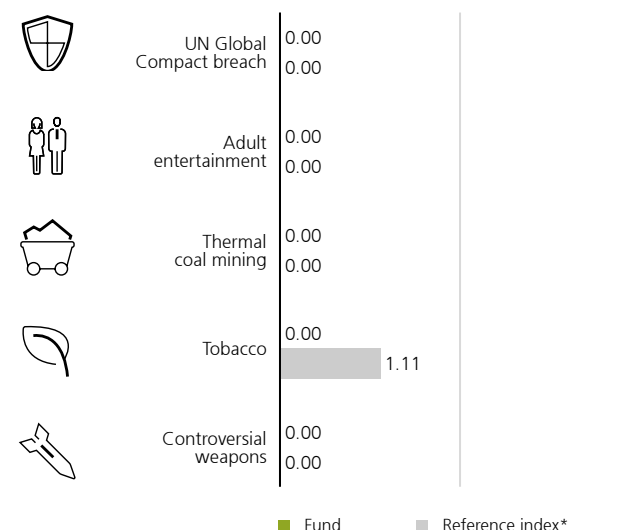 UN Global
Compact breach
0.00
0.00
Adult
entertainment
0.00
0.00
Thermal
coal mining
0.00
0.00
Tobacco
0.00
1.11
Controversial
weapons
0.00
0.00
Fund
Reference index*